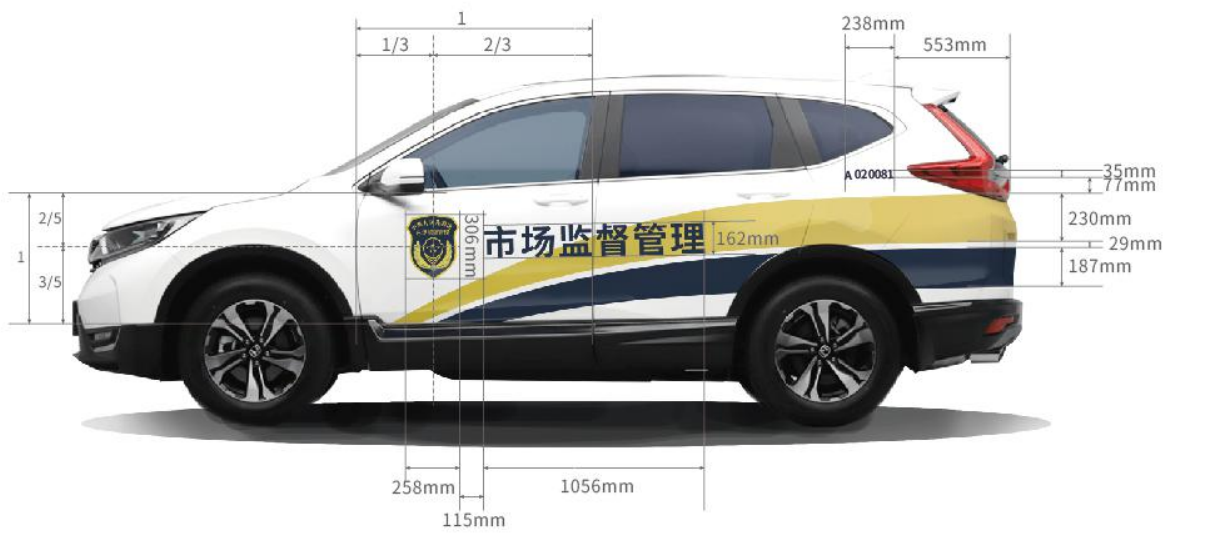 1
238mm
1/3
2/3
553mm
A 020081
35mm
77mm
2/5
306mm
市场监督管理
162mm
230mm
29mm
1
3/5
187mm
258mm
1056mm
115mm